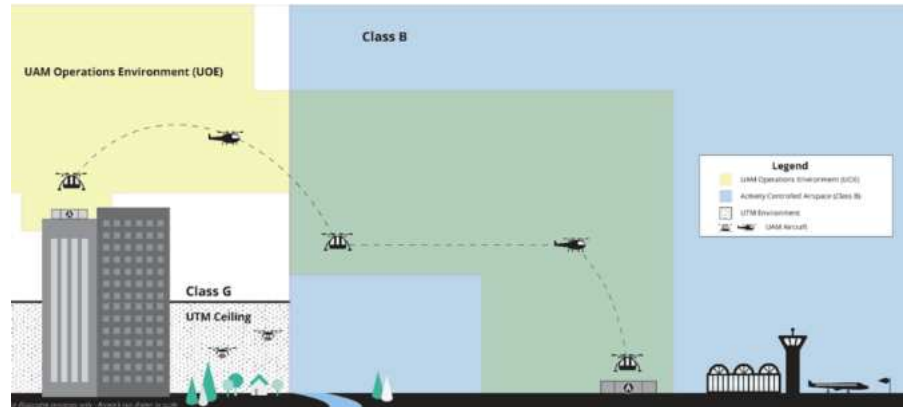 Class B
UAM Operations Environment (UOE)
Legend
UAM Operations Environment (UOE)
Actively Controlled Airspace (Class B)
UTM Environment
UAM Aircraft
Class G
UTM Ceiling